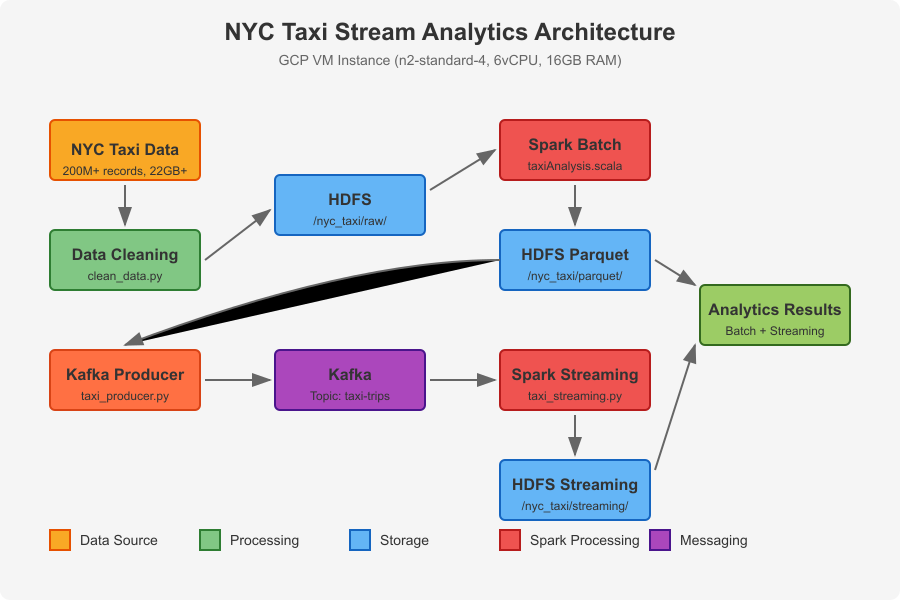 NYC Taxi Stream Analytics Architecture
GCP VM Instance (n2-standard-4, 6vCPU, 16GB RAM)
NYC Taxi Data
200M+ records, 22GB+
Spark Batch
taxiAnalysis.scala
HDFS
/nyc_taxi/raw/
Data Cleaning
clean_data.py
HDFS Parquet
/nyc_taxi/parquet/
Analytics Results
Batch + Streaming
Kafka Producer
taxi_producer.py
Kafka
Topic: taxi-trips
Spark Streaming
taxi_streaming.py
HDFS Streaming
/nyc_taxi/streaming/
Data Source
Processing
Storage
Spark Processing
Messaging